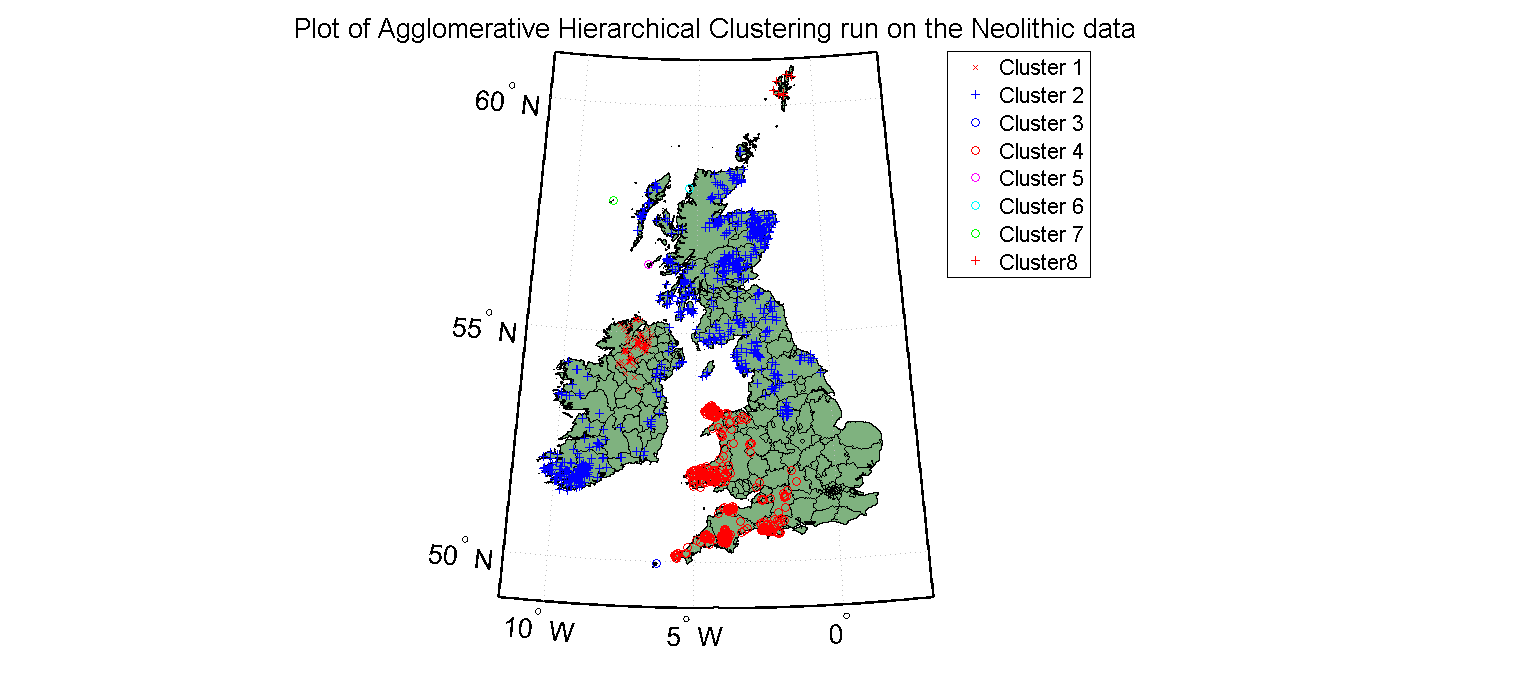 Plot of Agglomerative Hierarchical Clustering run on the Neolithic data
Cluster 1
Cluster 2
Cluster 3
Cluster 4
Cluster 5
Cluster 6
Cluster 7
Cluster8
60° N
55° N
50° N
10° W
5° W
0°